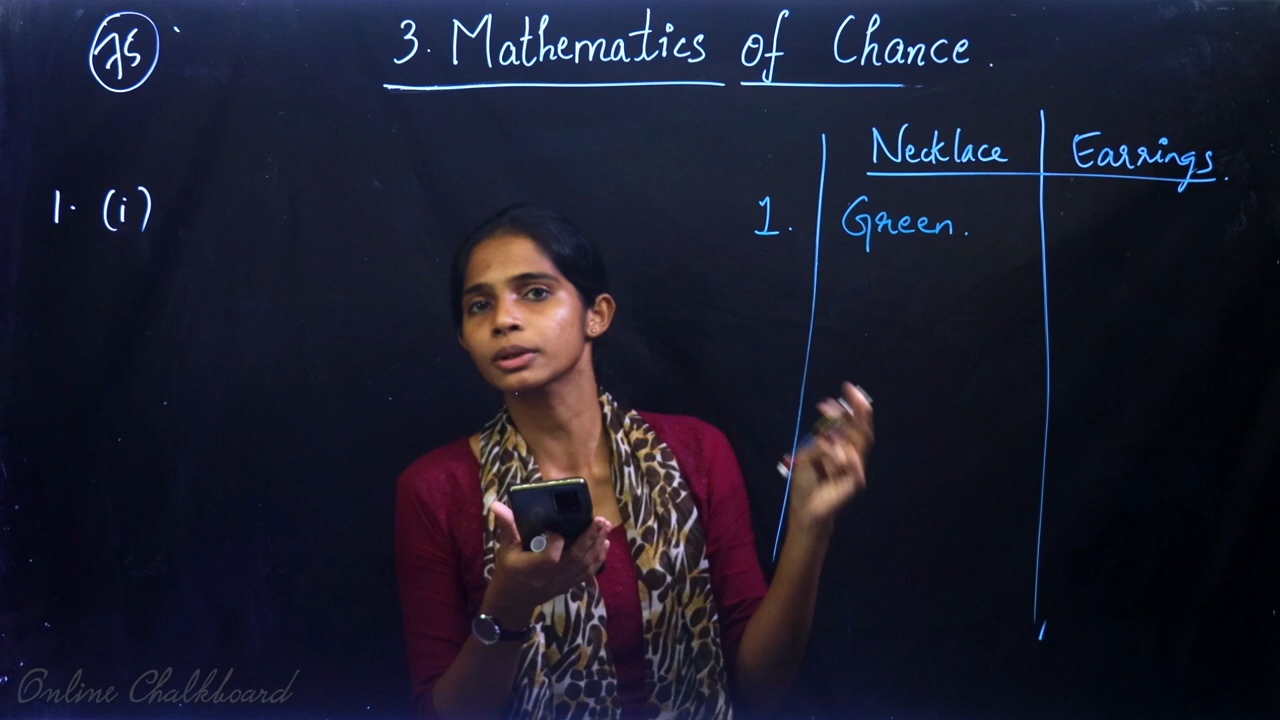 75
3. Mathematics of Chance.
Necklace Earrings.
1. (i)
1. Green.
Online Chalkboard